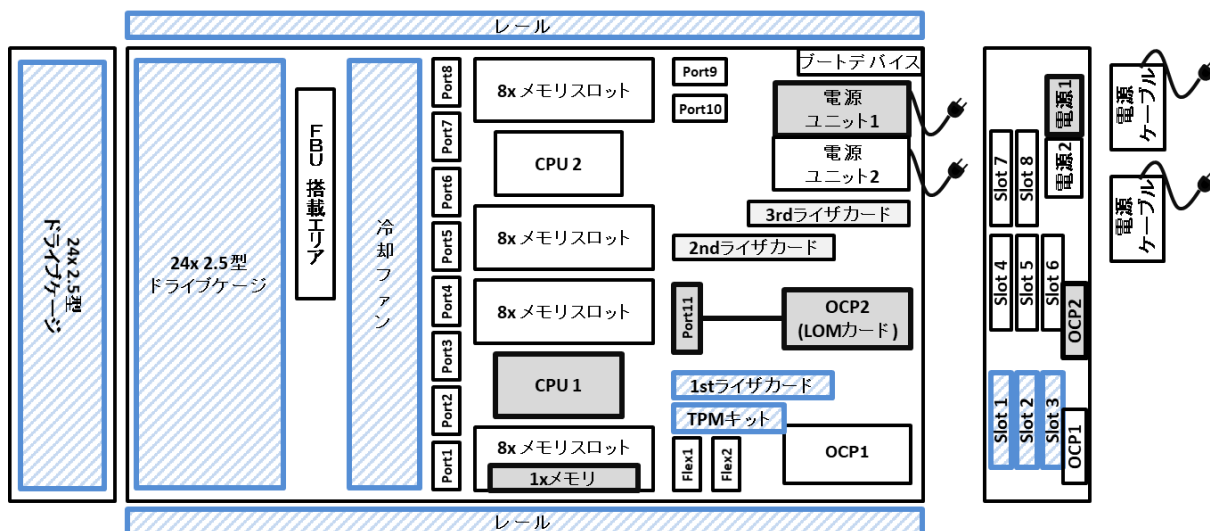 レール
24x 2.5型
ドライブケージ
24x 2.5型
ドライブケージ
FBU 搭載エリア
冷却ファン
Port8
Port7
Port6
Port5
Port4
Port3
Port2
Port1
8x メモリスロット
CPU 2
8x メモリスロット
8x メモリスロット
CPU 1
8x メモリスロット
1xメモリ
Port9
Port10
ブートデバイス
電源
ユニット1
電源
ユニット2
3rdライザカード
2ndライザカード
Port11
OCP2
(LOMカード)
1stライザカード
TPMキット
Flex1
Flex2
OCP1
レール
電源1
電源2
Slot 7
Slot 8
Slot 4
Slot 5
Slot 6
OCP2
Slot 1
Slot 2
Slot 3
OCP1
電源
ケーブル
電源
ケーブル